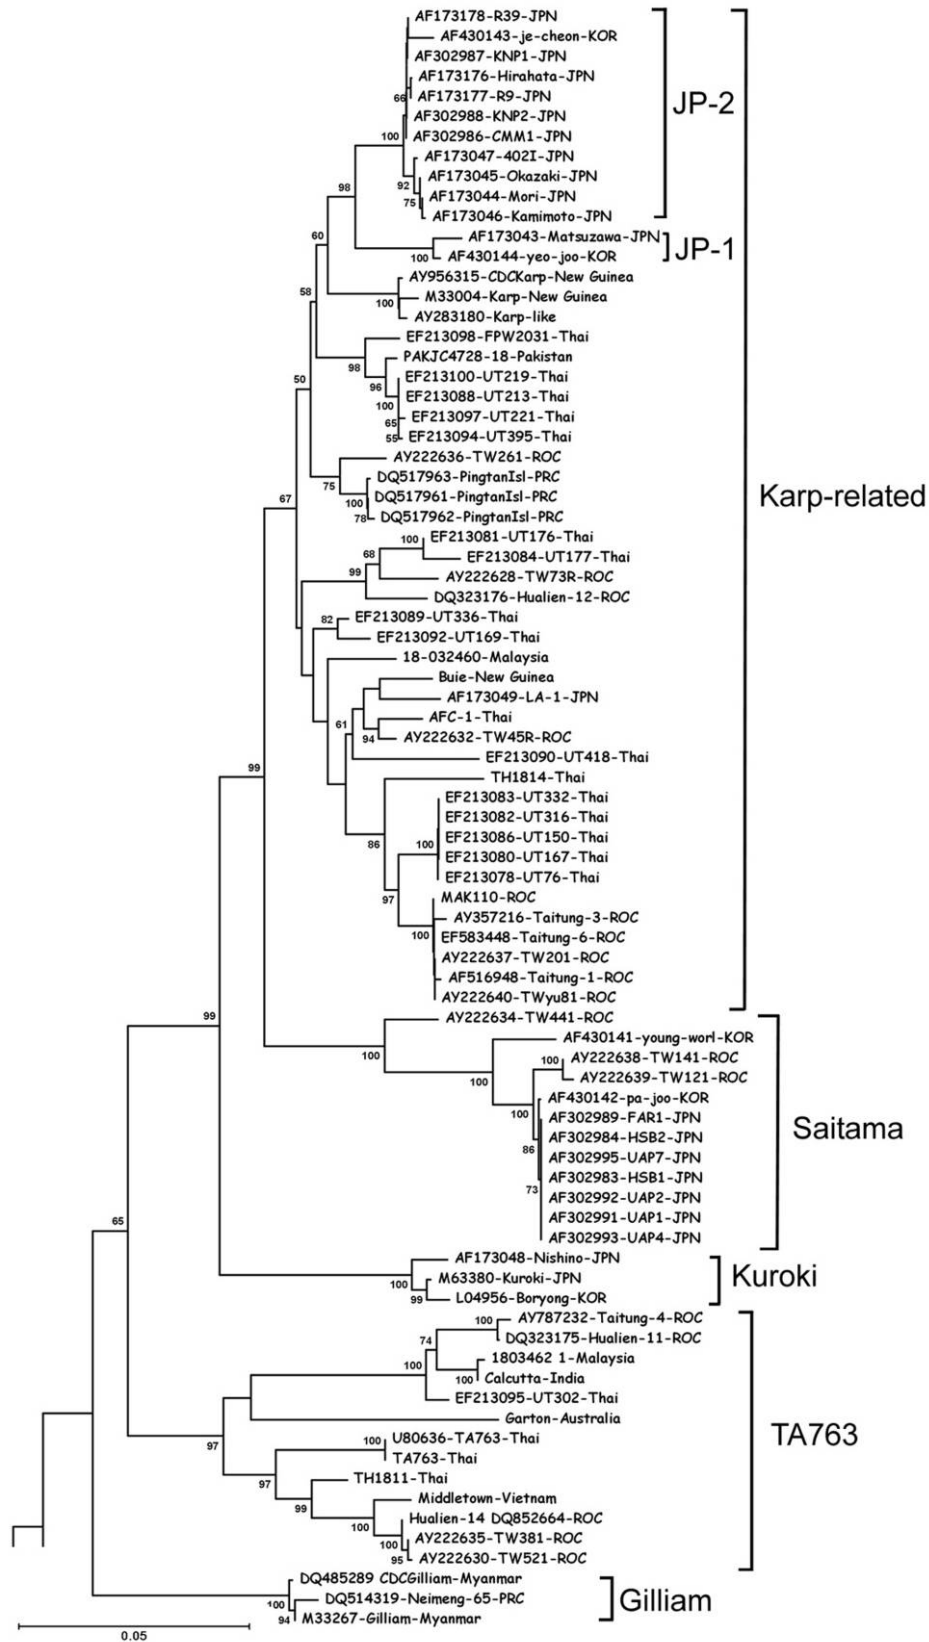 AF173178-R39-JPN
AF430143-je-cheon-KOR
AF302987-KNP1-JPN
AF173176-Hirahata-JPN
66
AF173177-R9-JPN
JP-2
AF302988-KNP2-JPN
100
AF302986-CMM1-JPN
AF173047-402I-JPN
AF173045-Okazaki-JPN
98
92
AF173044-Mori-JPN
75
AF173046-Kamimoto-JPN
60
AF173043-Matsuzawa-JPN
JP-1
100
AF430144-yeo-joo-KOR
AY956315-CDCKarp-New Guinea
58
100
M33004-Karp-New Guinea
AY283180-Karp-like
EF213098-FPW2031-Thai
98
PAKJC4728-18-Pakistan
50
96
EF213100-UT219-Thai
100
EF213088-UT213-Thai
65
EF213097-UT221-Thai
55
EF213094-UT395-Thai
AY222636-TW261-ROC
67
75
DQ517963-PingtanIsl-PRC
100
DQ517961-PingtanIsl-PRC
Karp-related
78
DQ517962-PingtanIsl-PRC
100
EF213081-UT176-Thai
68
EF213084-UT177-Thai
99
AY222628-TW73R-ROC
DQ323176-Hualien-12-ROC
82
EF213089-UT336-Thai
EF213092-UT169-Thai
18-032460-Malaysia
Buie-New Guinea
AF173049-LA-1-JPN
61
AFC-1-Thai
94
AY222632-TW45R-ROC
EF213090-UT418-Thai
99
TH1814-Thai
EF213083-UT332-Thai
EF213082-UT316-Thai
86
100
EF213086-UT150-Thai
EF213080-UT167-Thai
EF213078-UT76-Thai
97
MAK110-ROC
AY357216-Taitung-3-ROC
100
EF583448-Taitung-6-ROC
AY222637-TW201-ROC
AF516948-Taitung-1-ROC
AY222640-TWyu81-ROC
99
AY222634-TW441-ROC
100
AF430141-young-worl-KOR
100
100
AY222638-TW141-ROC
AY222639-TW121-ROC
100
AF430142-pa-joo-KOR
AF302989-FAR1-JPN
Saitama
86
AF302984-HSB2-JPN
AF302995-UAP7-JPN
73
AF302983-HSB1-JPN
AF302992-UAP2-JPN
65
AF302991-UAP1-JPN
AF302993-UAP4-JPN
AF173048-Nishino-JPN
100
M63380-Kuroki-JPN
Kuroki
99
L04956-Boryong-KOR
100
AY787232-Taitung-4-ROC
74
DQ323175-Hualien-11-ROC
100
1803462 1-Malaysia
100
Calcutta-India
EF213095-UT302-Thai
Garton-Australia
TA763
97
100
U80636-TA763-Thai
TA763-Thai
97
TH1811-Thai
99
Middletown-Vietnam
100
Hualien-14 DQ852664-ROC
100
AY222635-TW381-ROC
95
AY222630-TW521-ROC
DQ485289 CDCGilliam-Myanmar
100
DQ514319-Neimeng-65-PRC
Gilliam
94
M33267-Gilliam-Myanmar
0.05